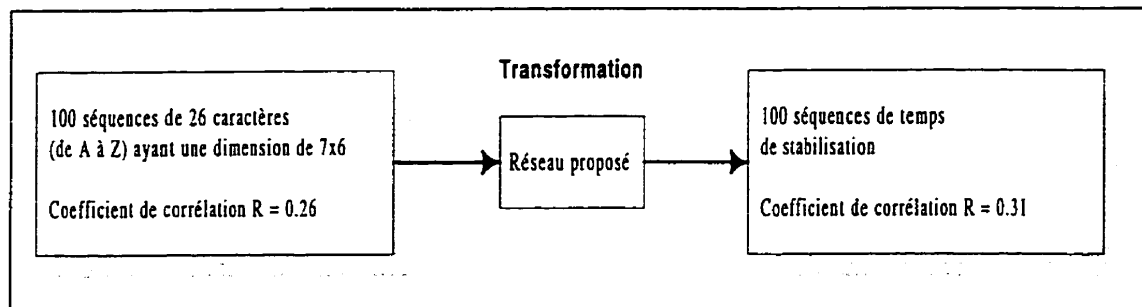 Transformation
100 séquences de 26 caractères
(de A à Z) ayant une dimension de 7x6
Coefficient de corrélation R = 0.26
Réseau proposé
100 séquences de temps
de stabilisation
Coefficient de corrélation R = 0.31